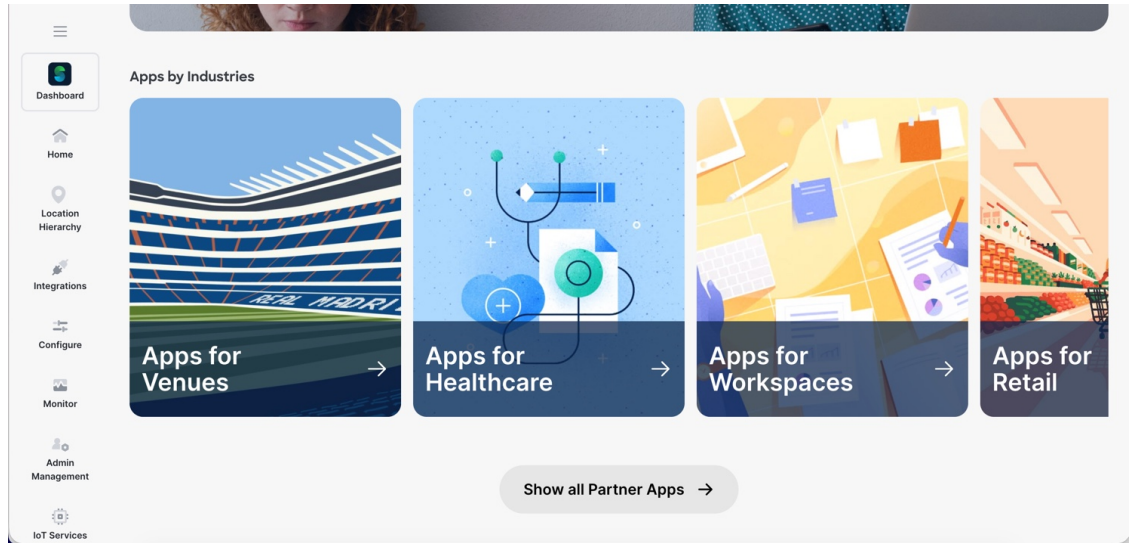 Dashboard
Home
Location
Hierarchy
Integrations
Configure
Monitor
Admin
Management
IoT Services
Apps by Industries
REAL MADRI
Apps for
Venues
Apps for
Healthcare
Apps for
Workspaces
Apps for
Retail
Show all Partner Apps